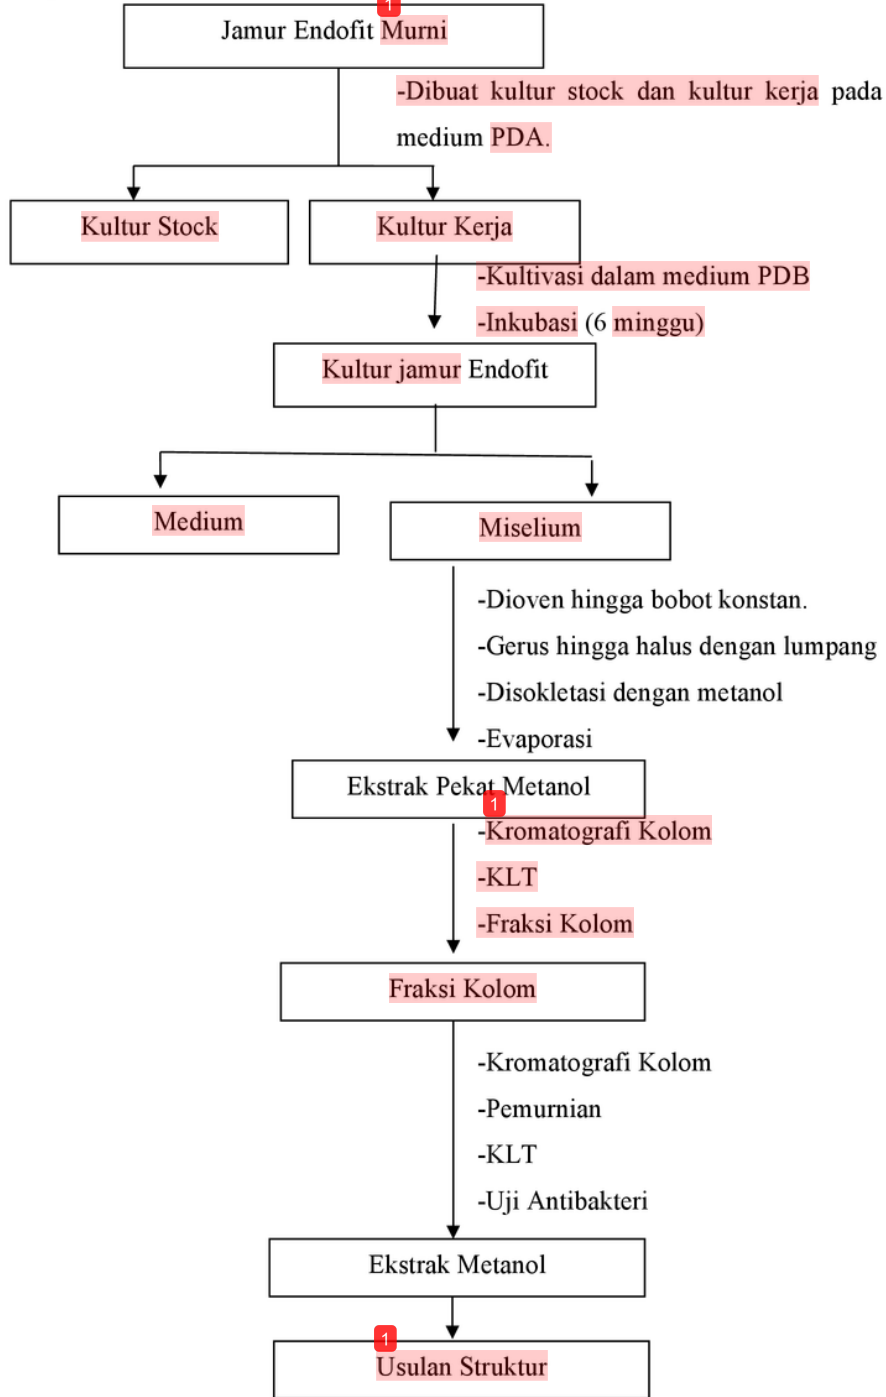 1
Jamur Endofit Murni
-Dibuat kultur stock dan kultur kerja pada
medium PDA.
Kultur Stock
Kultur Kerja
-Kultivasi dalam medium PDB
-Inkubasi (6 minggu)
Kultur jamur Endofit
Medium
Miselium
-Dioven hingga bobot konstan.
-Gerus hingga halus dengan lumpang
-Disokletasi dengan metanol
-Evaporasi
Ekstrak Pekat Metanol
1
-Kromatografi Kolom
-KLT
-Fraksi Kolom
Fraksi Kolom
-Kromatografi Kolom
-Pemurnian
-KLT
-Uji Antibakteri
Ekstrak Metanol
1
Usulan Struktur